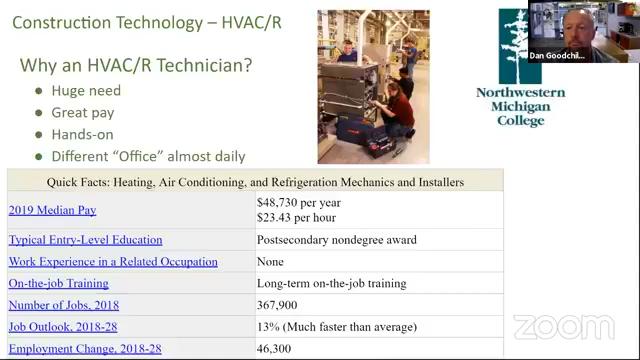 Construction Technology – HVAC/R
Why an HVAC/R Technician?
● Huge need
● Great pay
● Hands-on
● Different “Office” almost daily
Northwestern
Michigan
College
Dan Goodchil...
Quick Facts: Heating, Air Conditioning, and Refrigeration Mechanics and Installers
2019 Median Pay
$48,730 per year
$23.43 per hour
Typical Entry-Level Education
Postsecondary nondegree award
Work Experience in a Related Occupation
None
On-the-job Training
Long-term on-the-job training
Number of Jobs, 2018
367,900
Job Outlook, 2018-28
13% (Much faster than average)
Employment Change, 2018-28
46,300
zoom